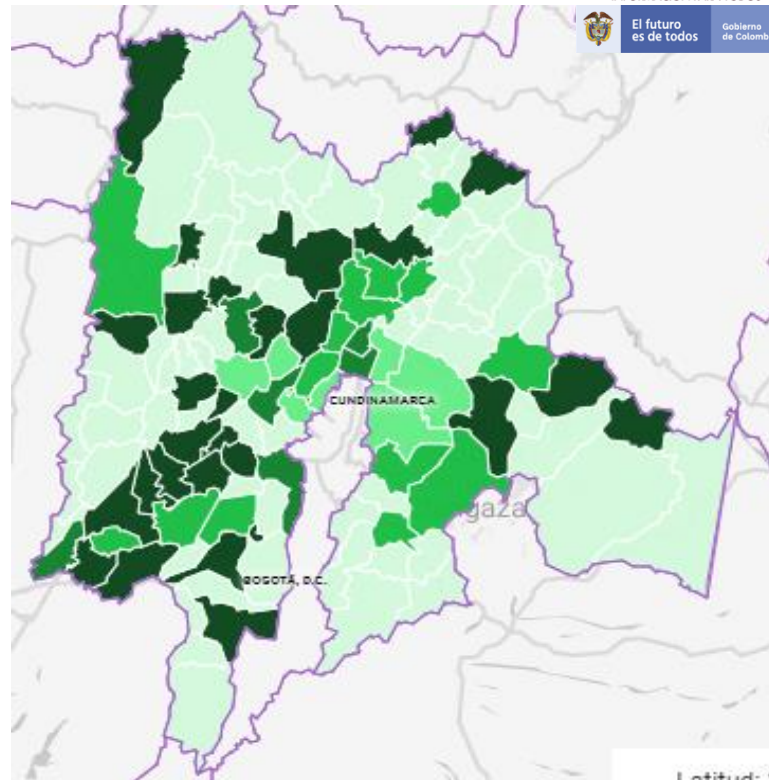 El futuro
es de todos
Gobierno
de Colomb
CUNDINAMARCA
gaza
BOGOTÁ, D.C.
Latitud: